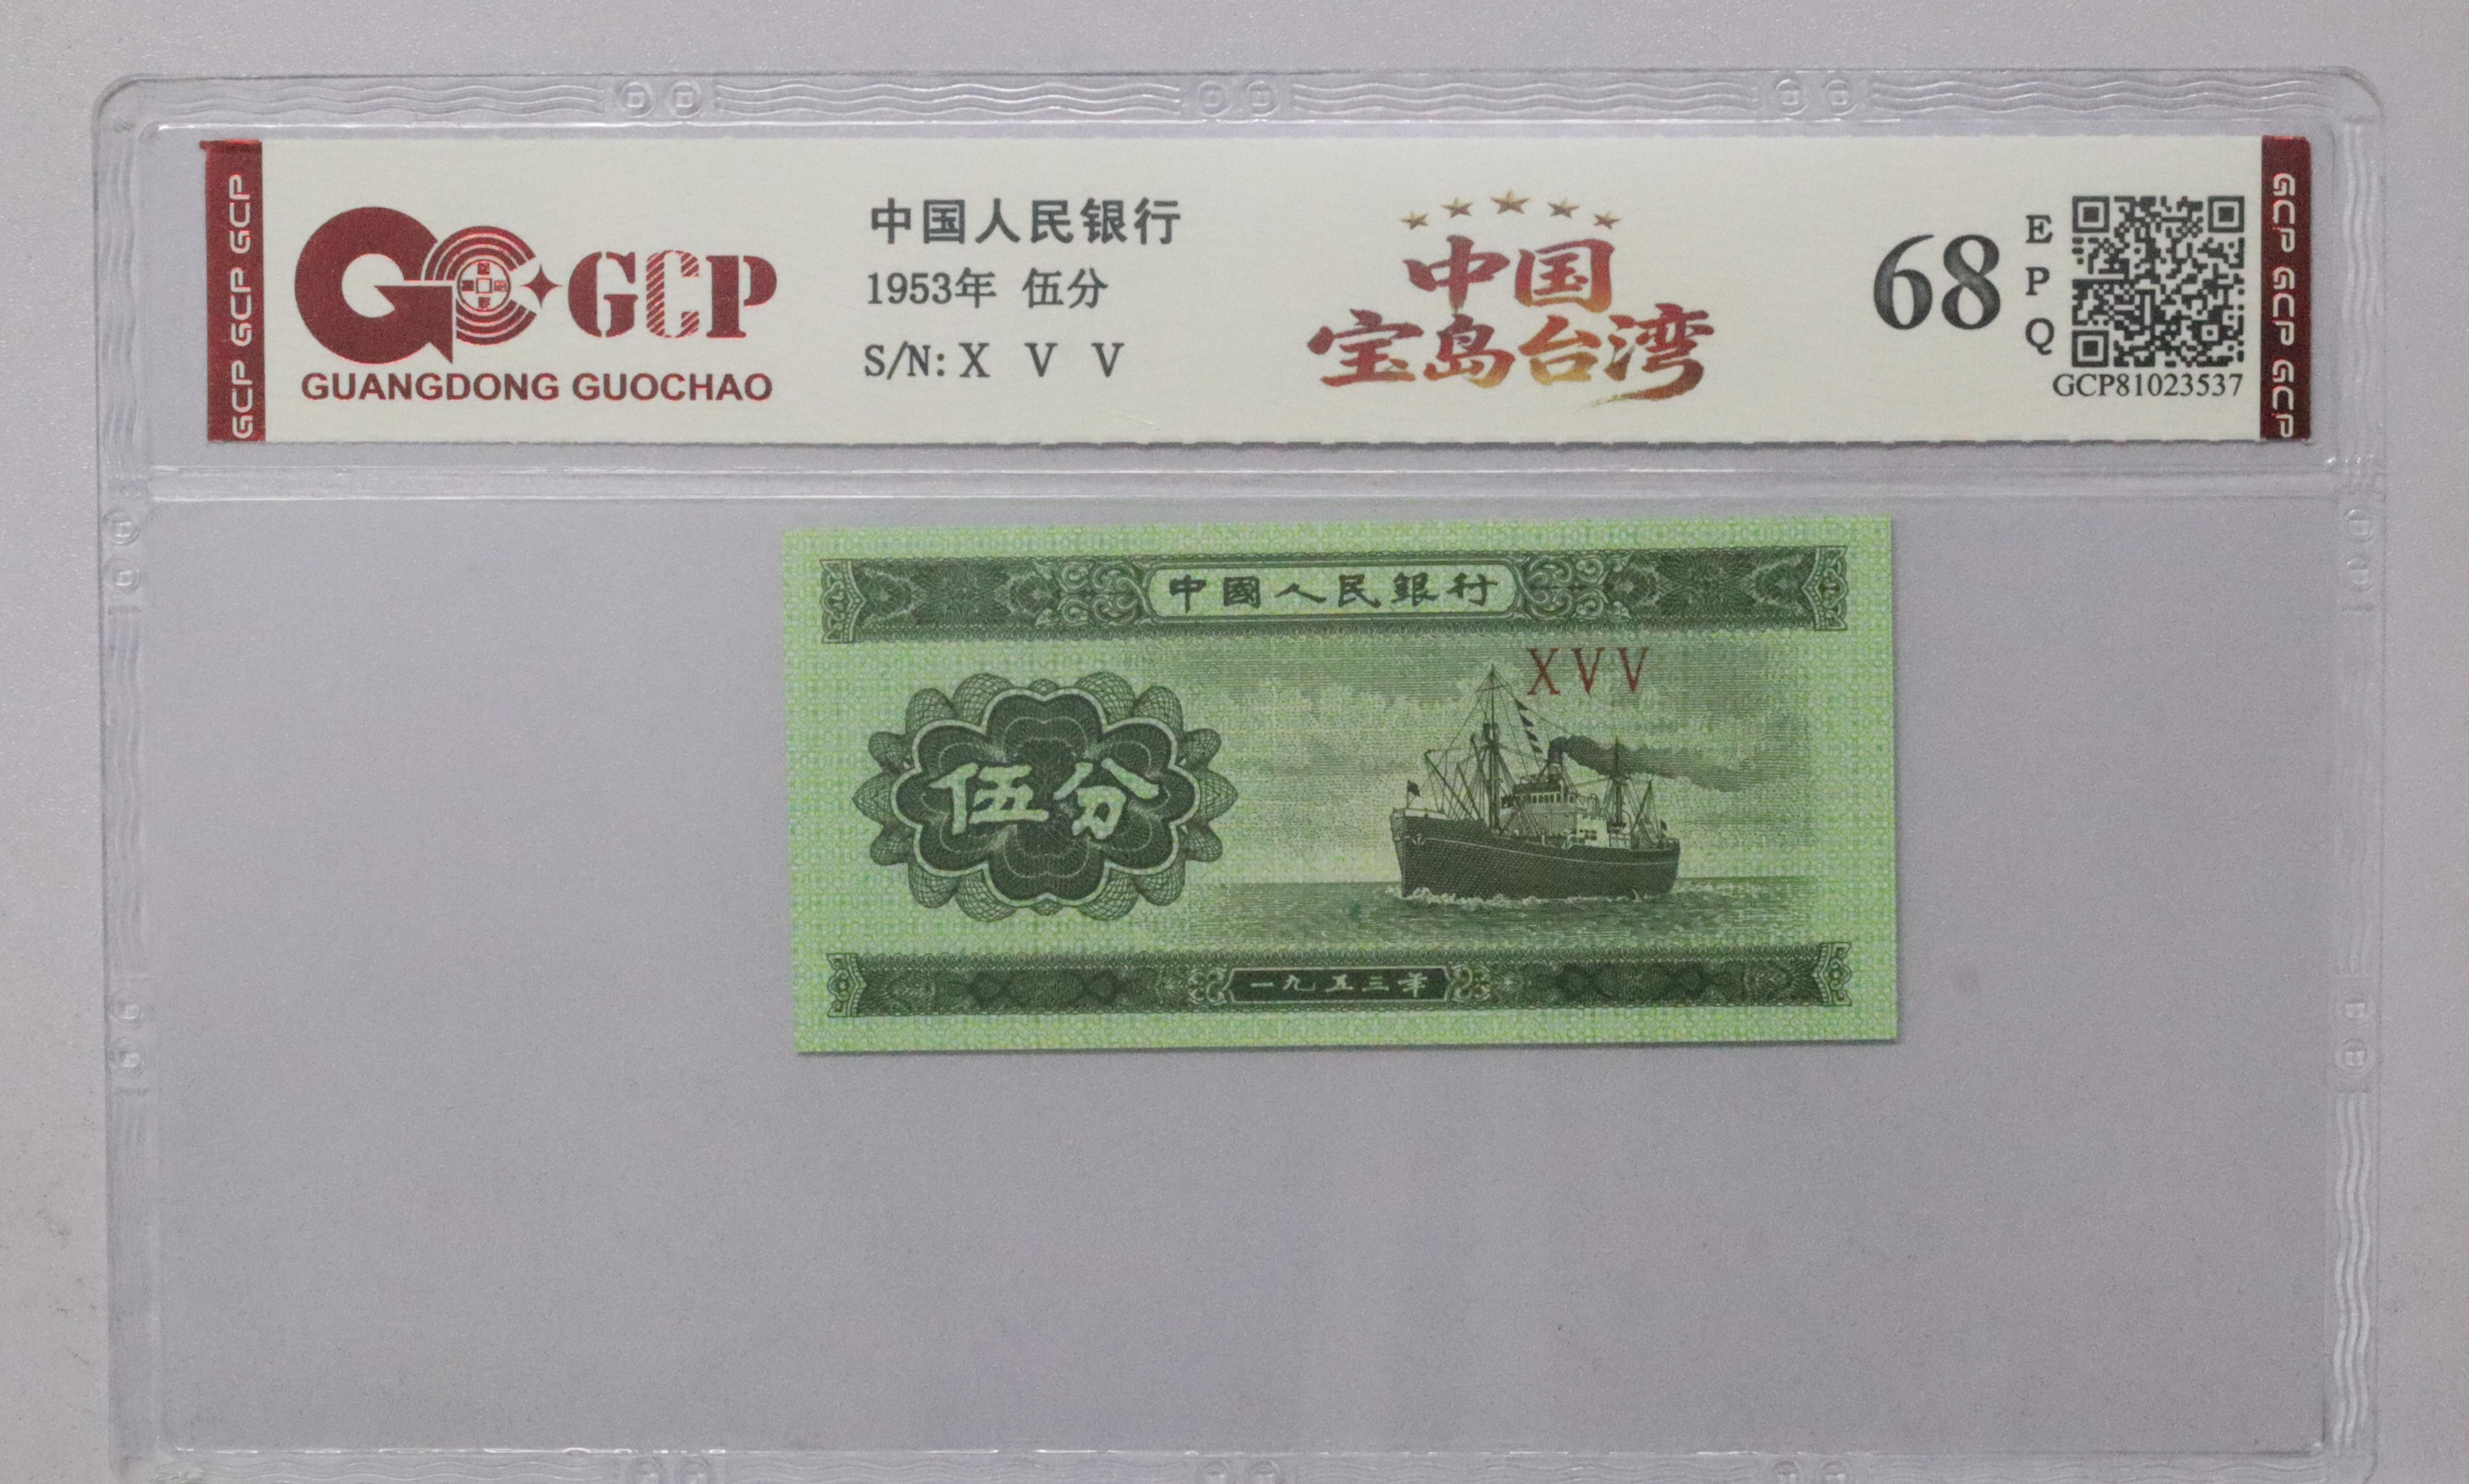 GCP GCP GCP
GCP
GUANGDONG GUOCHAO
中国人民银行
1953年 伍分
S/N: X V V
中国
宝岛台湾
68
E
P
Q
GCP81023537
GCP GCP GCP
中國人民銀行
XVV
伍分
一九五三年